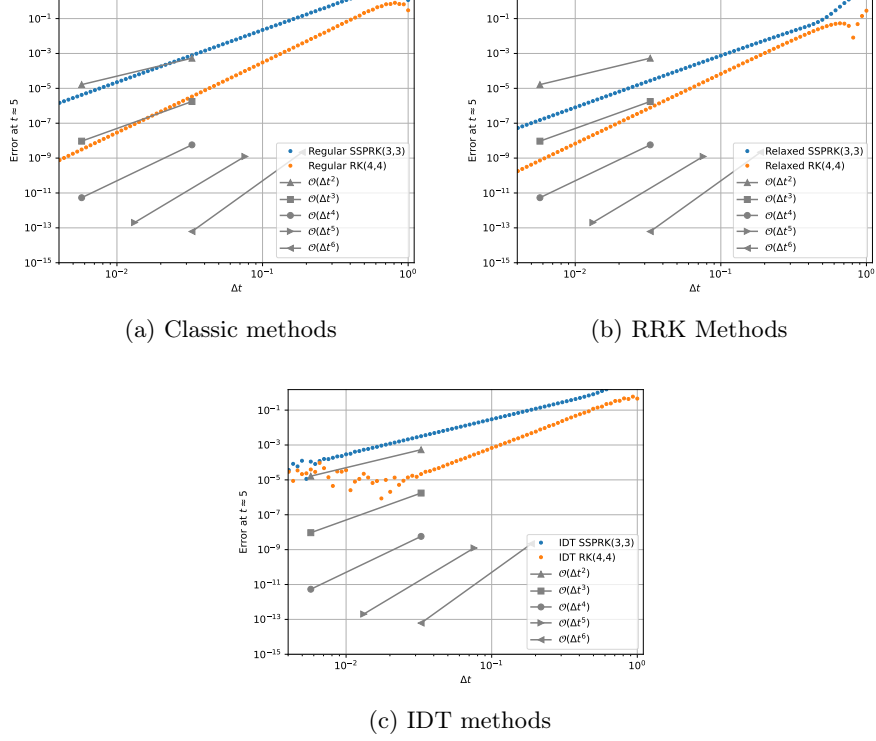 10⁻¹
10⁻³
10⁻⁵
10⁻⁷
10⁻⁹
10⁻¹¹
10⁻¹³
10⁻¹⁵
Error at t ≈ 5
Regular SSPRK(3,3)
Regular RK(4,4)
𝒪(Δt²)
𝒪(Δt³)
𝒪(Δt⁴)
𝒪(Δt⁵)
𝒪(Δt⁶)
10⁻² 10⁻¹ 10⁰
Δt
(a) Classic methods
10⁻¹
10⁻³
10⁻⁵
10⁻⁷
10⁻⁹
10⁻¹¹
10⁻¹³
10⁻¹⁵
Error at t ≈ 5
Relaxed SSPRK(3,3)
Relaxed RK(4,4)
𝒪(Δt²)
𝒪(Δt³)
𝒪(Δt⁴)
𝒪(Δt⁵)
𝒪(Δt⁶)
10⁻² 10⁻¹ 10⁰
Δt
(b) RRK Methods
10⁻¹
10⁻³
10⁻⁵
10⁻⁷
10⁻⁹
10⁻¹¹
10⁻¹³
10⁻¹⁵
Error at t ≈ 5
IDT SSPRK(3,3)
IDT RK(4,4)
𝒪(Δt²)
𝒪(Δt³)
𝒪(Δt⁴)
𝒪(Δt⁵)
𝒪(Δt⁶)
10⁻² 10⁻¹ 10⁰
Δt
(c) IDT methods